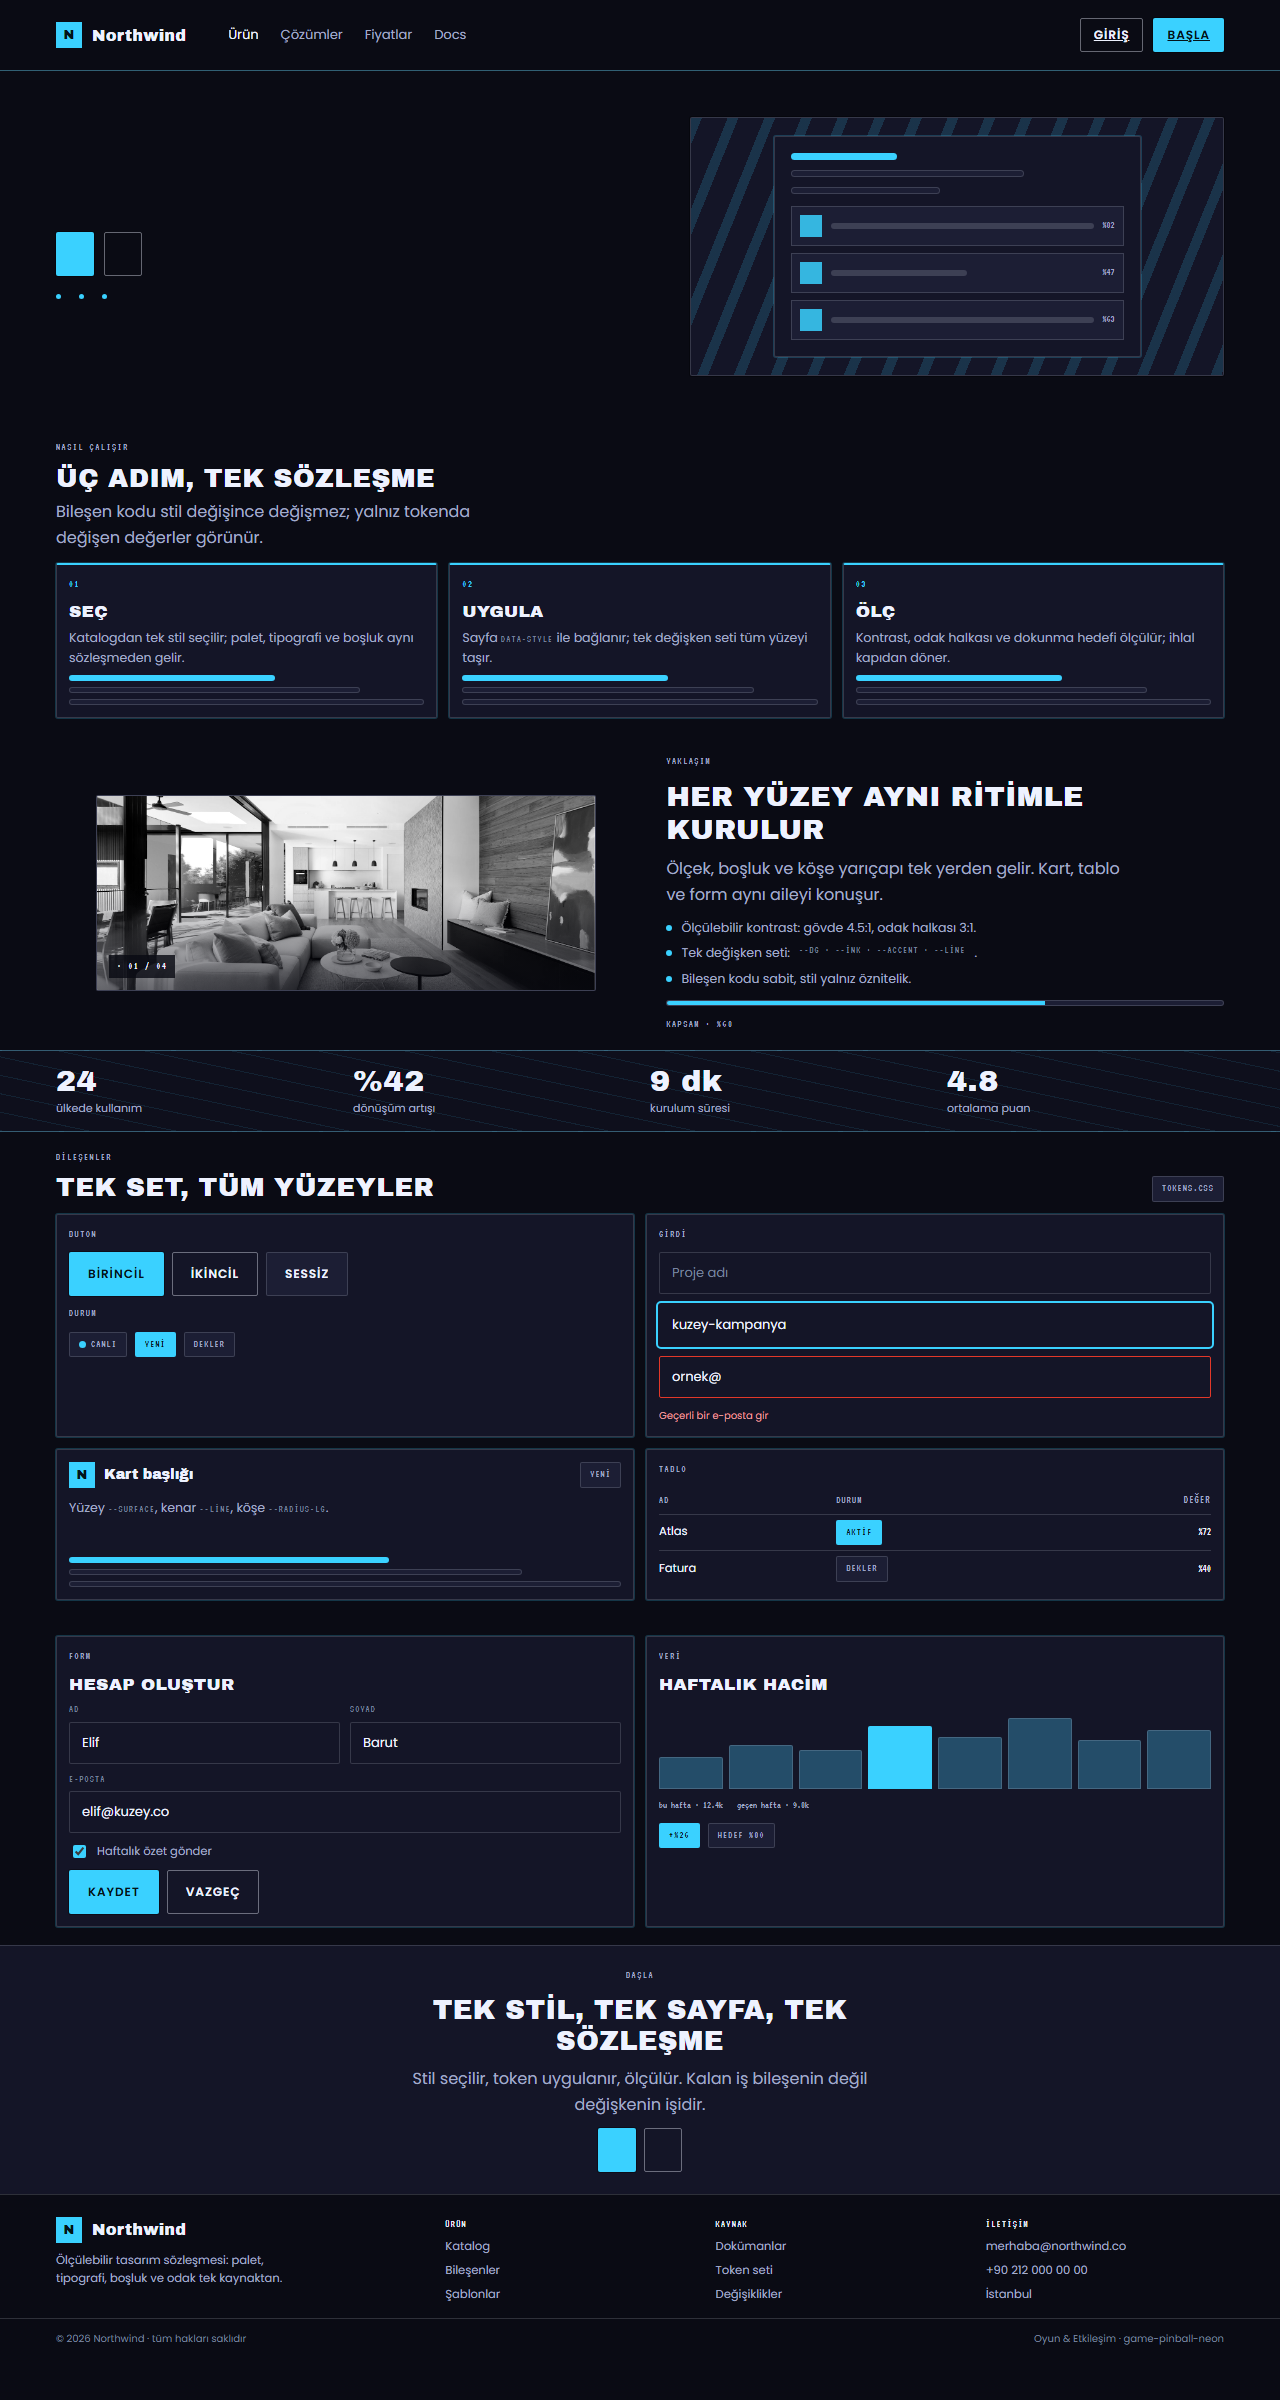 N Northwind Ürün Çözümler Fiyatlar Docs GİRİŞ BAŞLA
%47
NASIL ÇALIŞIR
ÜÇ ADIM, TEK SÖZLEŞME
Bileşen kodu stil değişince değişmez; yalnız tokenda
değişen değerler görünür.
01
SEÇ
Katalogdan tek stil seçilir; palet, tipografi ve boşluk aynı
sözleşmeden gelir.
02
UYGULA
Sayfa DATA-STYLE ile bağlanır; tek değişken seti tüm yüzeyi
taşır.
03
ÖLÇ
Kontrast, odak halkası ve dokunma hedefi ölçülür; ihlal
kapıdan döner.
01 / 04
YAKLAŞIM
HER YÜZEY AYNI RİTİMLE
KURULUR
Ölçek, boşluk ve köşe yarıçapı tek yerden gelir. Kart, tablo
ve form aynı aileyi konuşur.
Ölçülebilir kontrast: gövde 4.5:1, odak halkası 3:1.
Tek değişken seti: --BG · --İNK · --ACCENT · --LİNE .
Bileşen kodu sabit, stil yalnız öznitelik.
KAPSAM ·
24
ülkede kullanım
%42
dönüşüm artışı
9 dk
kurulum süresi
4.8
ortalama puan
BİLEŞENLER
TEK SET, TÜM YÜZEYLER
TOKENS.CSS
BUTON
BİRİNCİL İKİNCİL SESSİZ
DURUM
CANLI YENİ BEKLER
GİRDİ
Proje adı
kuzey-kampanya
ornek@
Geçerli bir e-posta gir
N Kart başlığı YENİ
Yüzey --SURFACE, kenar --LİNE, köşe --RADİUS-LG.
TABLO
AD DURUM DEĞER
Atlas AKTİF %72
Fatura BEKLER %40
FORM
HESAP OLUŞTUR
AD SOYAD
Elif Barut
E-POSTA
elif@kuzey.co
Haftalık özet gönder
KAYDET VAZGEÇ
VERİ
HAFTALIK HACİM
bu hafta · 12.4k geçen hafta ·
HEDEF
BAŞLA
TEK STİL, TEK SAYFA, TEK
SÖZLEŞME
Stil seçilir, token uygulanır, ölçülür. Kalan iş bileşenin değil
değişkenin işidir.
N Northwind
Ölçülebilir tasarım sözleşmesi: palet,
tipografi, boşluk ve odak tek kaynaktan.
ÜRÜN
Katalog
Bileşenler
Şablonlar
KAYNAK
Dokümanlar
Token seti
Değişiklikler
İLETİŞİM
merhaba@northwind.co
+90 212 000 00 00
İstanbul
© 2026 Northwind · tüm hakları saklıdır
Oyun & Etkileşim · game-pinball-neon